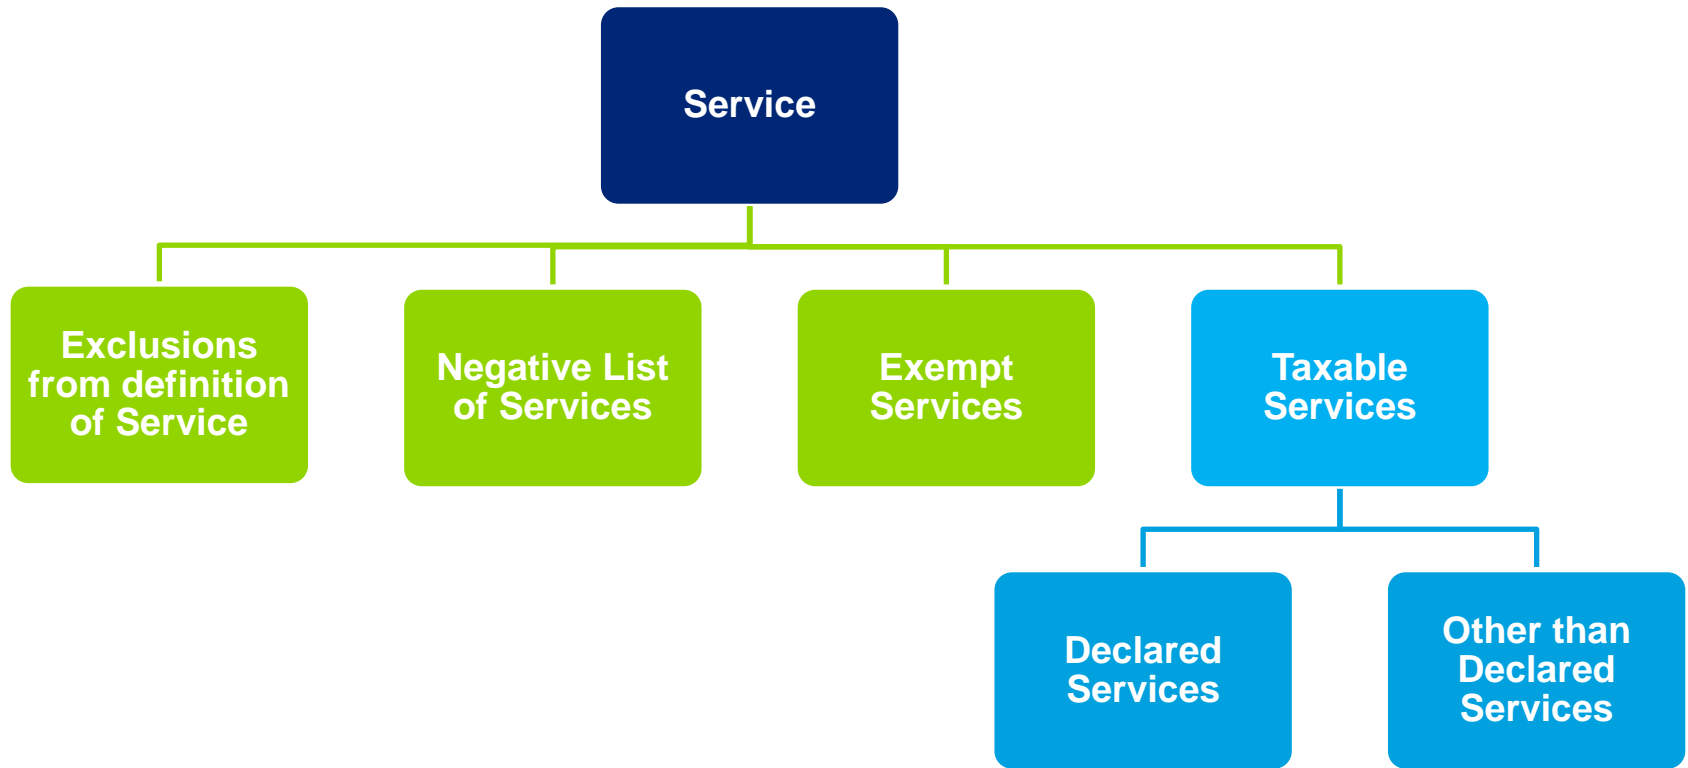 Service
Exclusions
from definition
of Service
Negative List
of Services
Exempt
Services
Taxable
Services
Declared
Services
Other than
Declared
Services